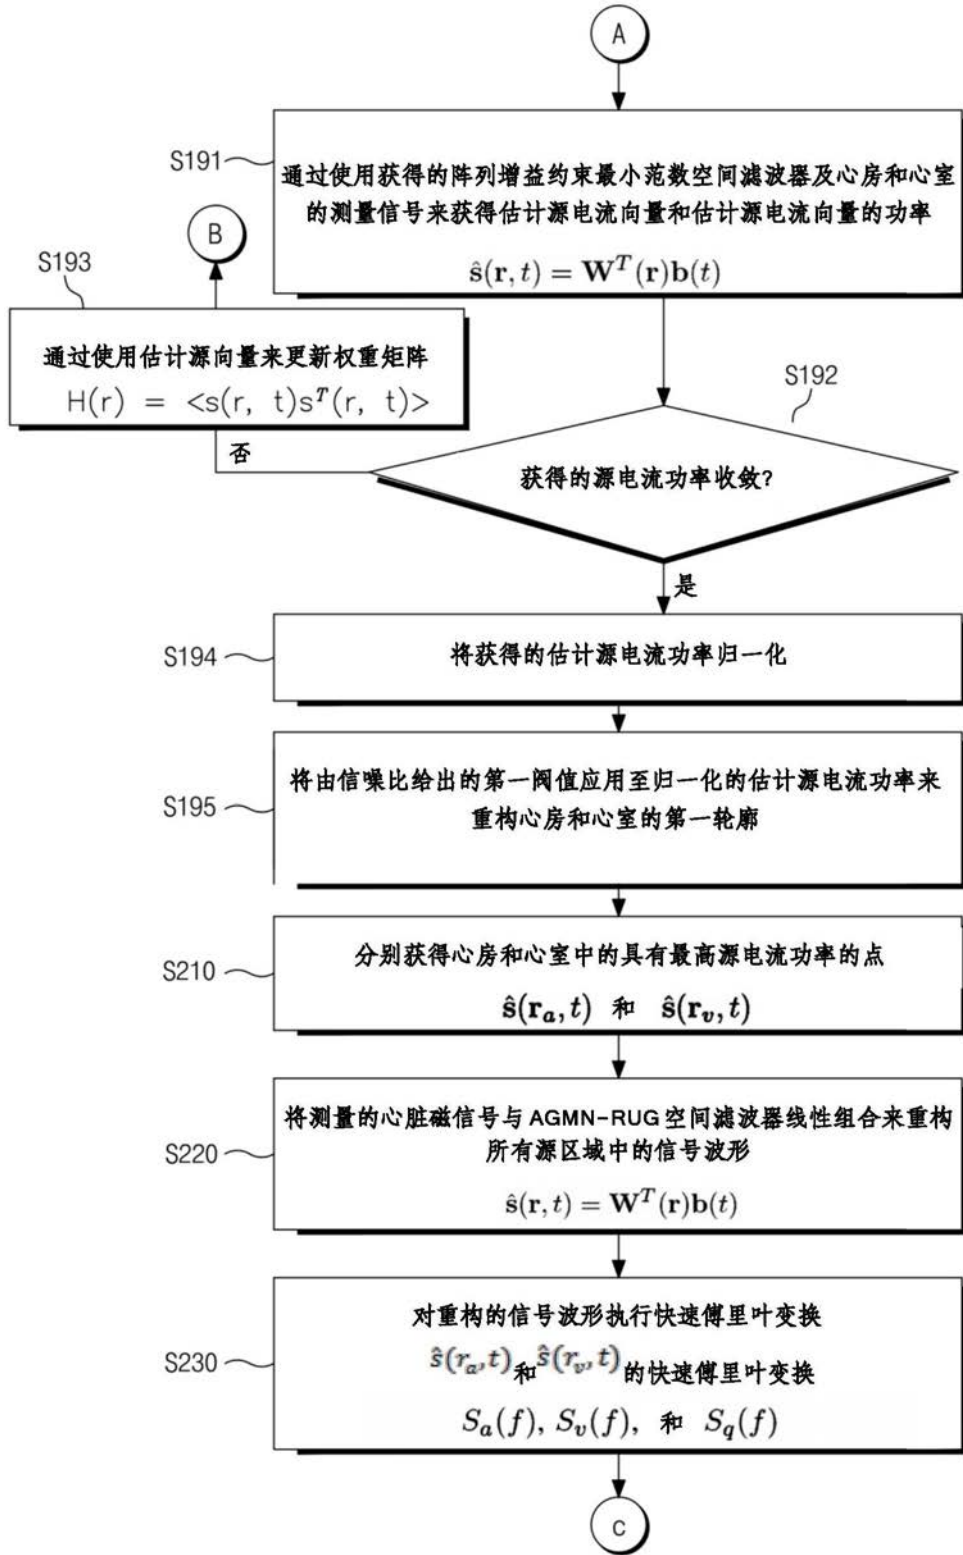 A
S191
通过使用获得的阵列增益约束最小范数空间滤波器及心房和心室
的测量信号来获得估计源电流向量和估计源电流向量的功率
ŝ(r, t) = W^T(r)b(t)
B
S193
通过使用估计源向量来更新权重矩阵
H(r) = <s(r, t)s^T(r, t)>
S192
否
获得的源电流功率收敛?
是
S194
将获得的估计源电流功率归一化
S195
将由信噪比给出的第一阀值应用至归一化的估计源电流功率来
重构心房和心室的第一轮廓
S210
分别获得心房和心室中的具有最高源电流功率的点
ŝ(r_a, t) 和 ŝ(r_v, t)
S220
将测量的心脏磁信号与 AGMN-RUG 空间滤波器线性组合来重构
所有源区域中的信号波形
ŝ(r, t) = W^T(r)b(t)
S230
对重构的信号波形执行快速傅里叶变换
ŝ(r_a, t) 和 ŝ(r_v, t) 的快速傅里叶变换
S_a(f), S_v(f), 和 S_q(f)
c